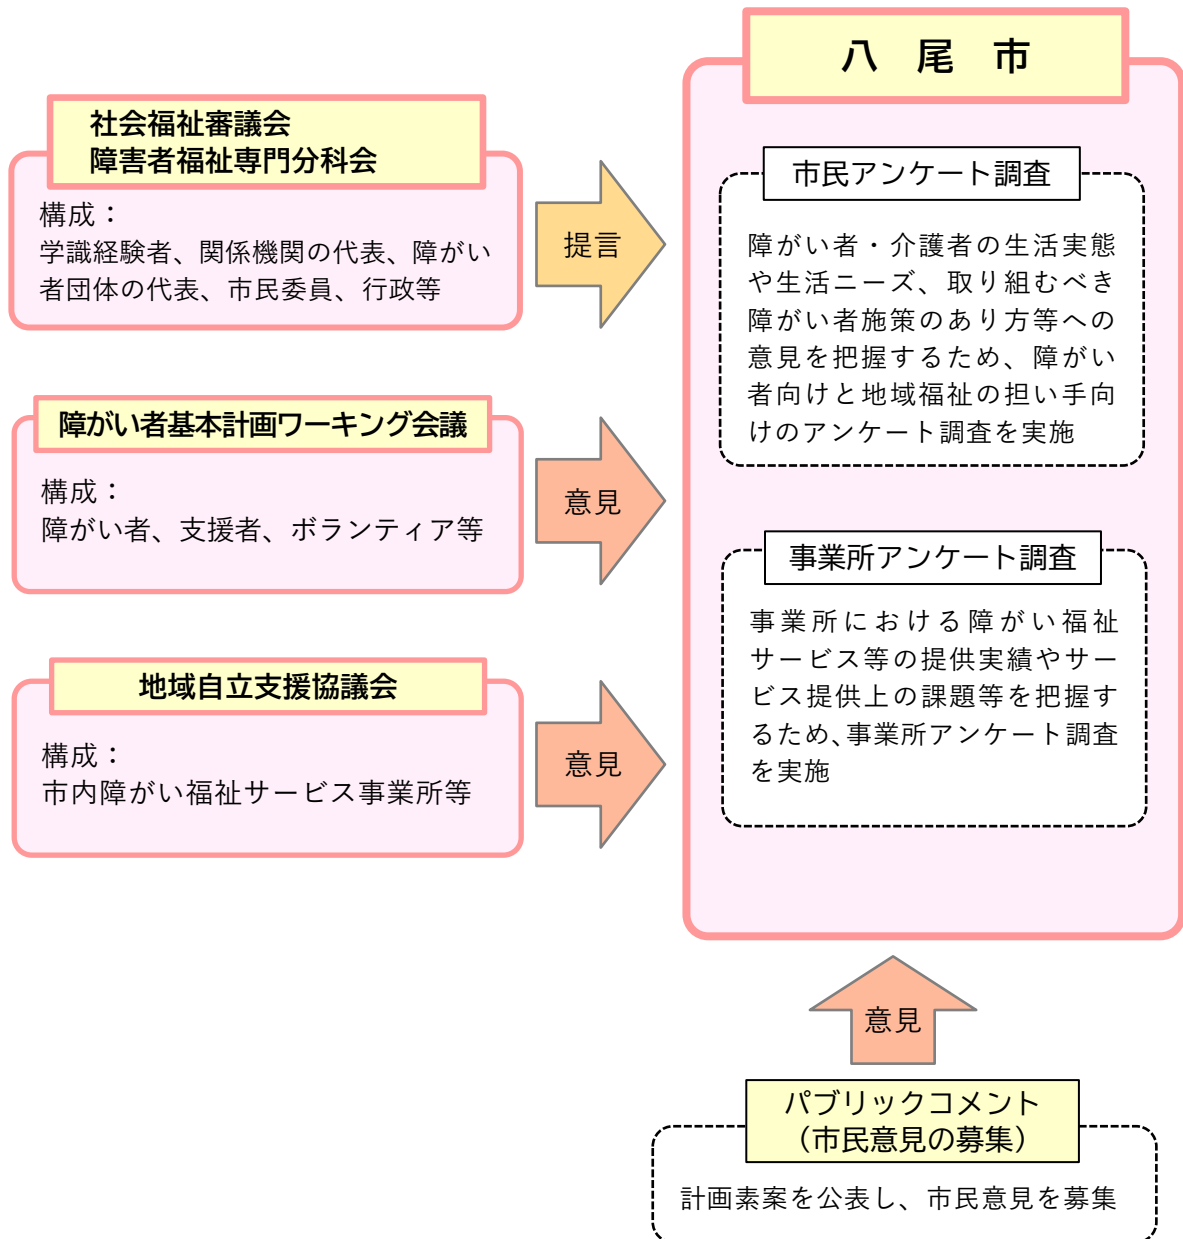 社会福祉審議会
障害者福祉専門分科会
構成：
学識経験者、関係機関の代表、障がい
者団体の代表、市民委員、行政等
提言
障がい者基本計画ワーキング会議
構成：
障がい者、支援者、ボランティア等
意見
地域自立支援協議会
構成：
市内障がい福祉サービス事業所等
意見
八尾市
市民アンケート調査
障がい者・介護者の生活実態
や生活ニーズ、取り組むべき
障がい者施策のあり方等への
意見を把握するため、障がい
者向けと地域福祉の担い手向
けのアンケート調査を実施
事業所アンケート調査
事業所における障がい福祉
サービス等の提供実績やサー
ビス提供上の課題等を把握す
るため、事業所アンケート調査
を実施
意見
パブリックコメント
（市民意見の募集）
計画素案を公表し、市民意見を募集